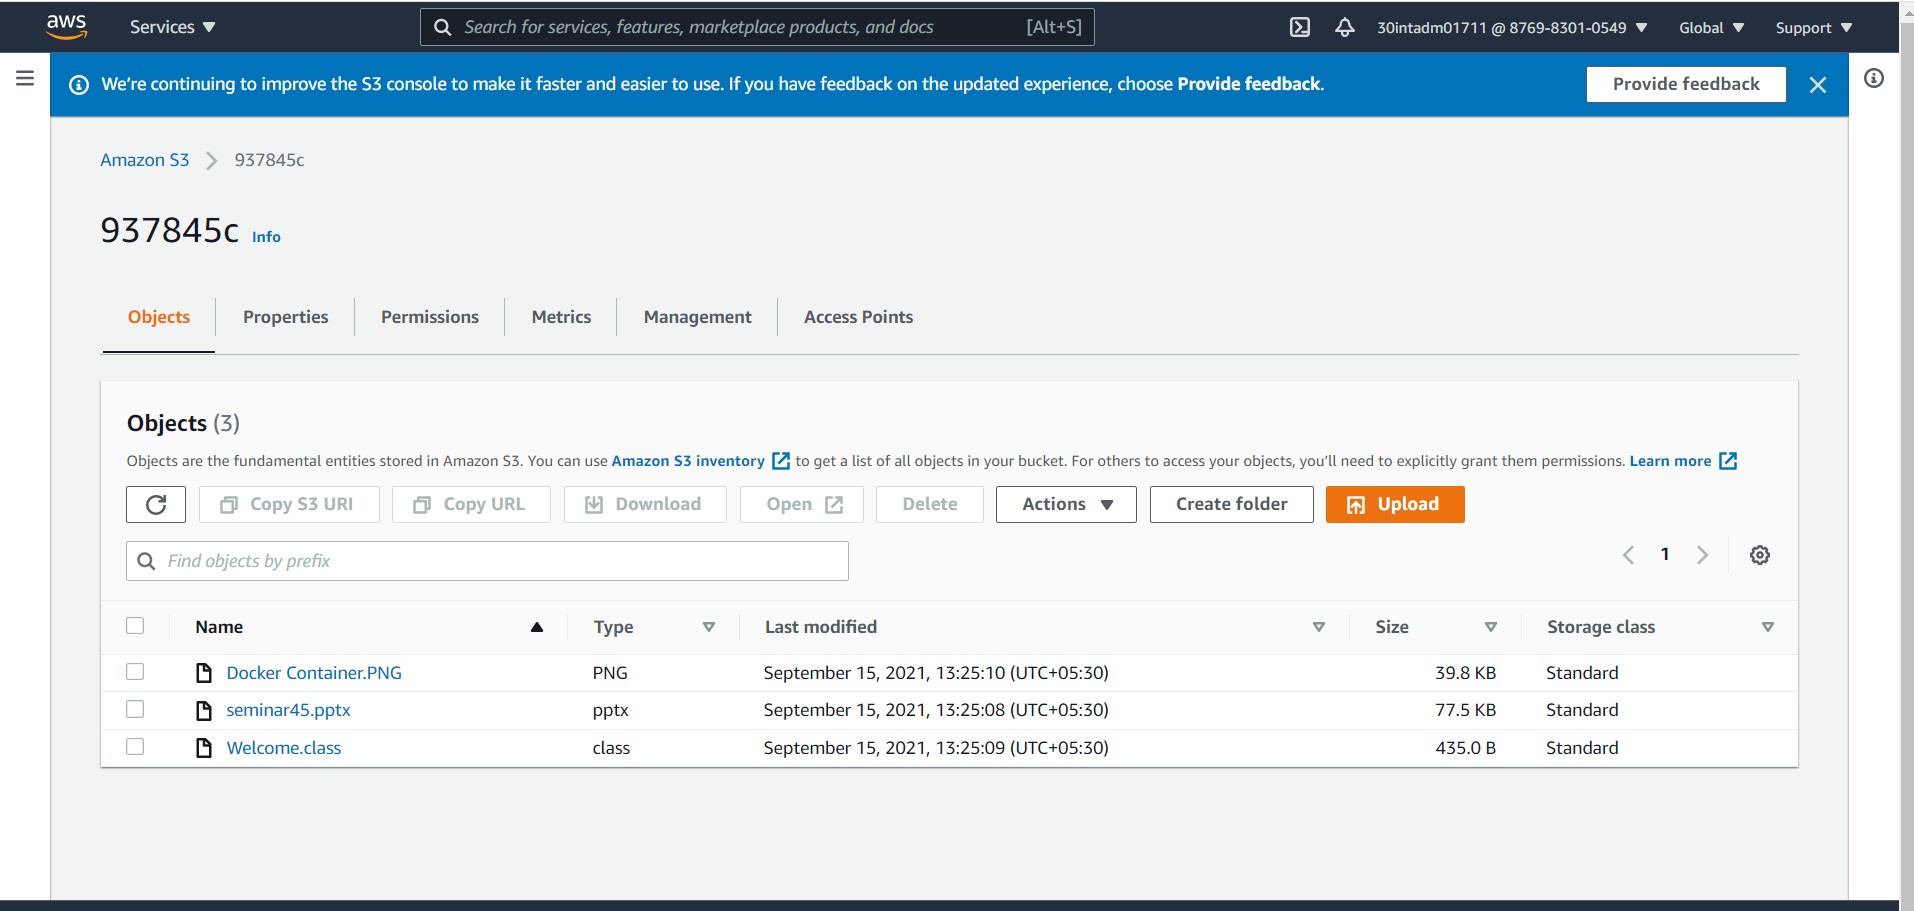 aws Services Search for services, features, marketplace products, and docs [Alt+S] 30intadm01711 @ 8769-8301-0549 Global Support
We're continuing to improve the S3 console to make it faster and easier to use. If you have feedback on the updated experience, choose Provide feedback. Provide feedback
Amazon S3 937845c
937845c Info
Objects Properties Permissions Metrics Management Access Points
Objects (3)
Objects are the fundamental entities stored in Amazon S3. You can use Amazon S3 inventory to get a list of all objects in your bucket. For others to access your objects, you'll need to explicitly grant them permissions. Learn more
Copy S3 URI Copy URL Download Open Delete Actions Create folder Upload
Find objects by prefix 1
Name Type Last modified Size Storage class
Docker Container.PNG PNG September 15, 2021, 13:25:10 (UTC+05:30) 39.8 KB Standard
seminar45.pptx pptx September 15, 2021, 13:25:08 (UTC+05:30) 77.5 KB Standard
Welcome.class class September 15, 2021, 13:25:09 (UTC+05:30) 435.0 B Standard